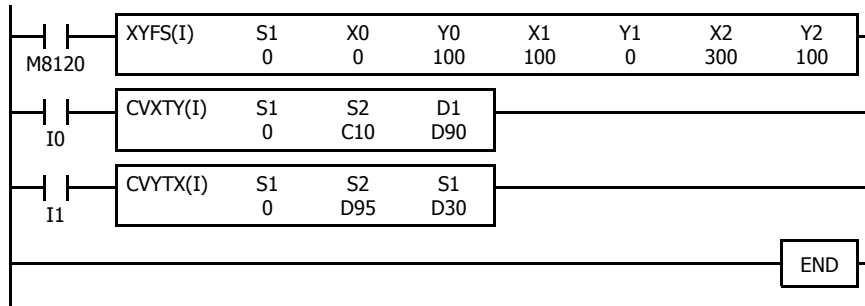 XYFS(I) S1 X0 Y0 X1 Y1 X2 Y2
M8120 0 0 100 100 0 300 100
CVXTY(I) S1 S2 D1
I0 0 C10 D90
CVYTX(I) S1 S2 S1
I1 0 D95 D30
END